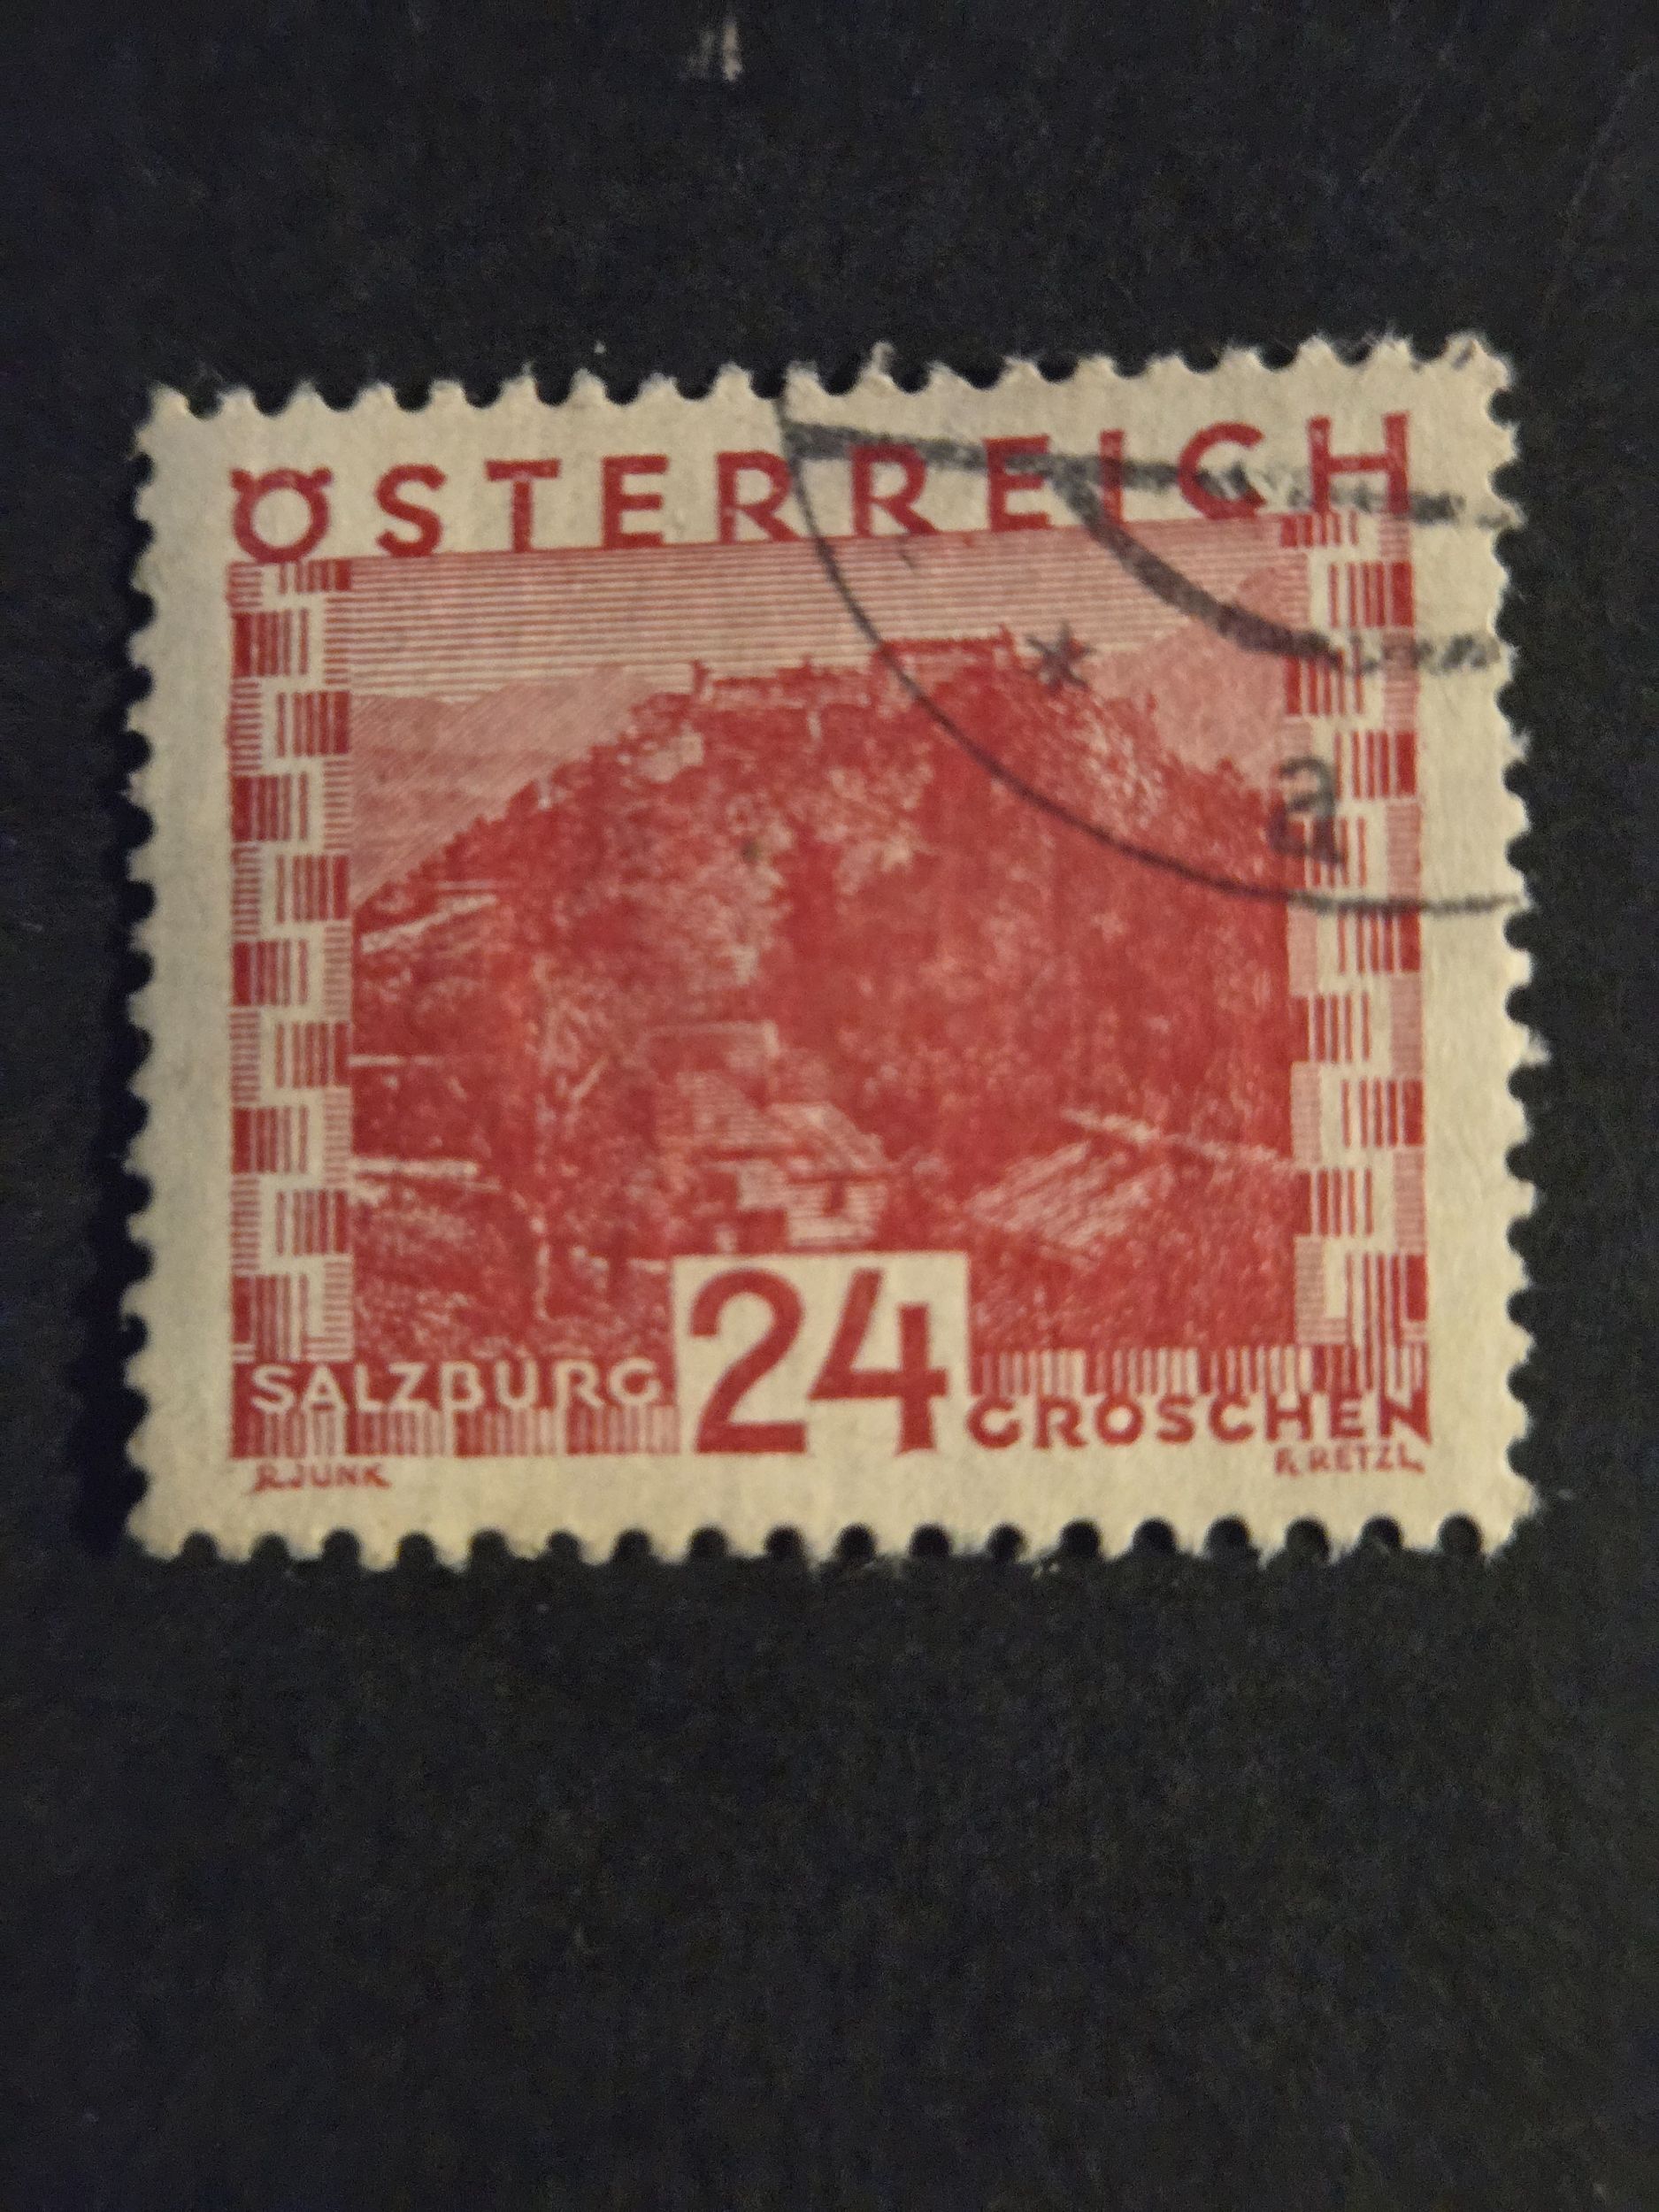 ÖSTERREICH
* a
SALZBURG 24 GROSCHEN
R.JUNK F. RETZL